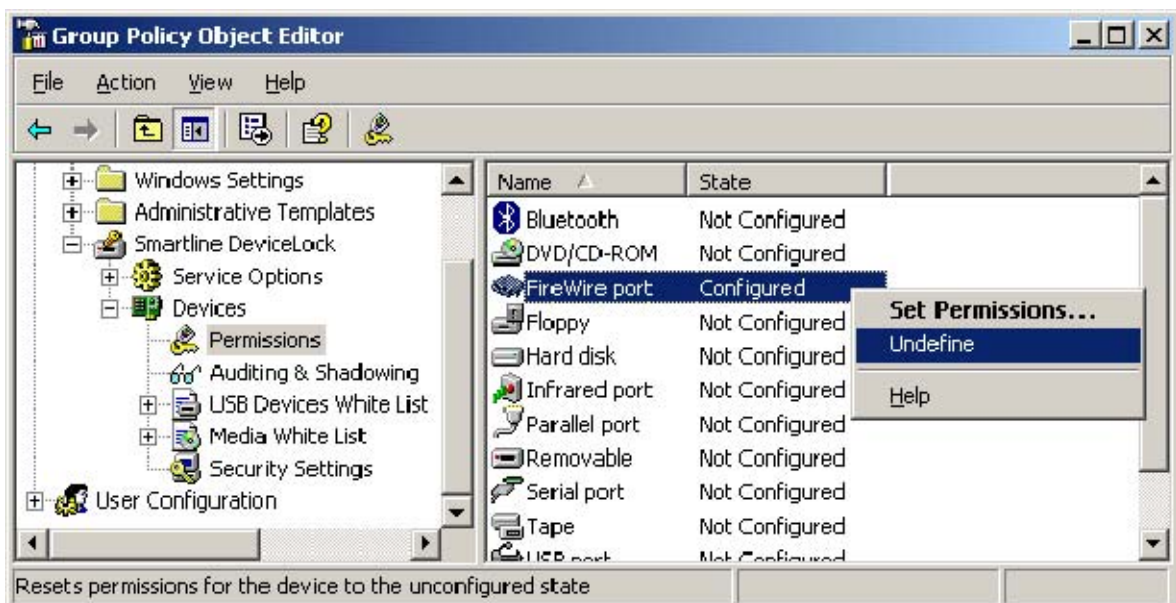 Group Policy Object Editor
File Action View Help
Windows Settings
Administrative Templates
Smartline DeviceLock
Service Options
Devices
Permissions
Auditing & Shadowing
USB Devices White List
Media White List
Security Settings
User Configuration
Name State
Bluetooth Not Configured
DVD/CD-ROM Not Configured
FireWire port Configured
Floppy Not Configured
Hard disk Not Configured
Infrared port Not Configured
Parallel port Not Configured
Removable Not Configured
Serial port Not Configured
Tape Not Configured
USB port Not Configured
Set Permissions...
Undefine
Help
Resets permissions for the device to the unconfigured state